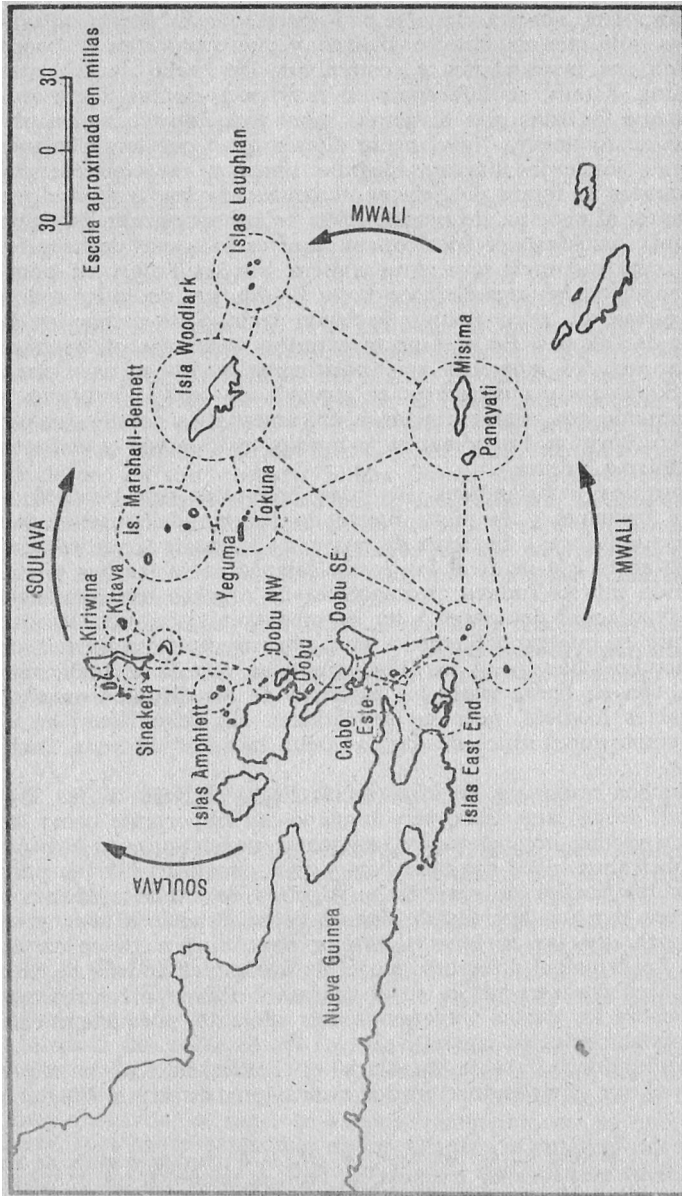 30 0 30
Escala aproximada en millas
SOULAVA
Kiriwina
Kitava
Is. Marshall-Bennett
Isla Woodlark
Islas Laughlan
MWALI
Sinaketa
Yeguma
Tokuna
Islas Amphlett
Dobu NW
Dobu
Dobu SE
SOULAVA
Cabo
Este
Misima
Panayati
Nueva Guinea
Islas East End
MWALI